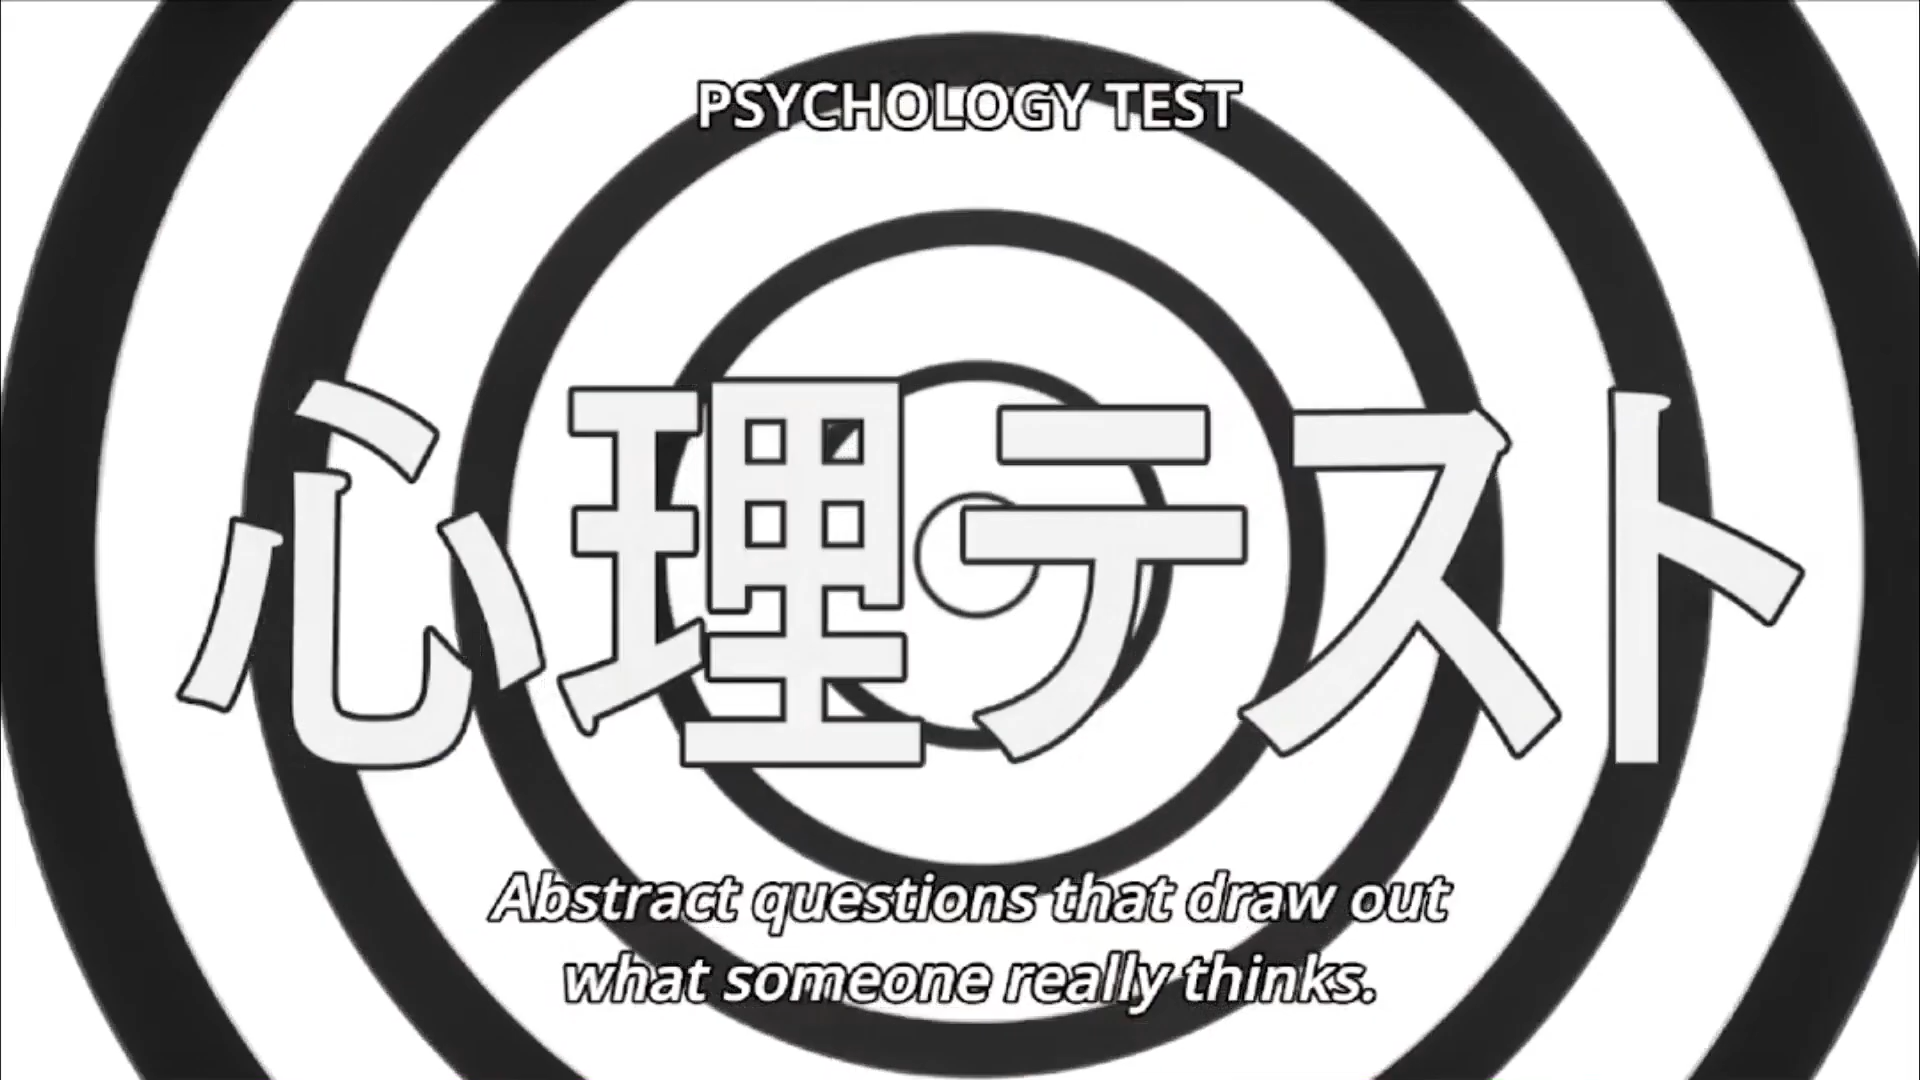 PSYCHOLOGY TEST
心理テスト
Abstract questions that draw out
what someone really thinks.